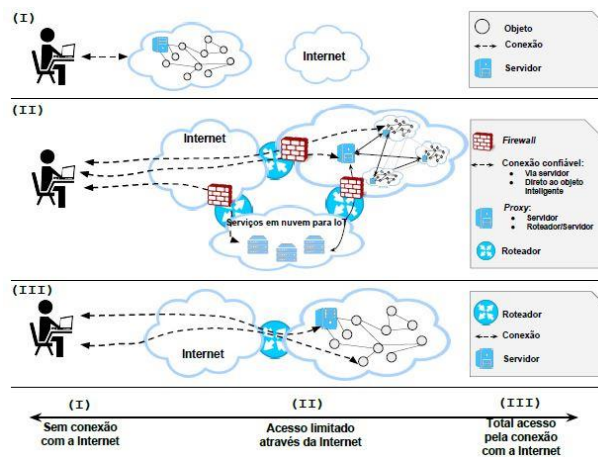 (I)
Internet
Objeto
Conexão
Servidor
(II)
Internet
Serviços em nuvem para IoT
Firewall
Conexão confiável:
• Via servidor
• Direto ao objeto
Inteligente
Proxy:
• Servidor
• Roteador/Servidor
Roteador
(III)
Internet
Roteador
Conexão
Servidor
(I)
(II)
(III)
Sem conexão
com a Internet
Acesso limitado
através da Internet
Total acesso
pela conexão
com a Internet